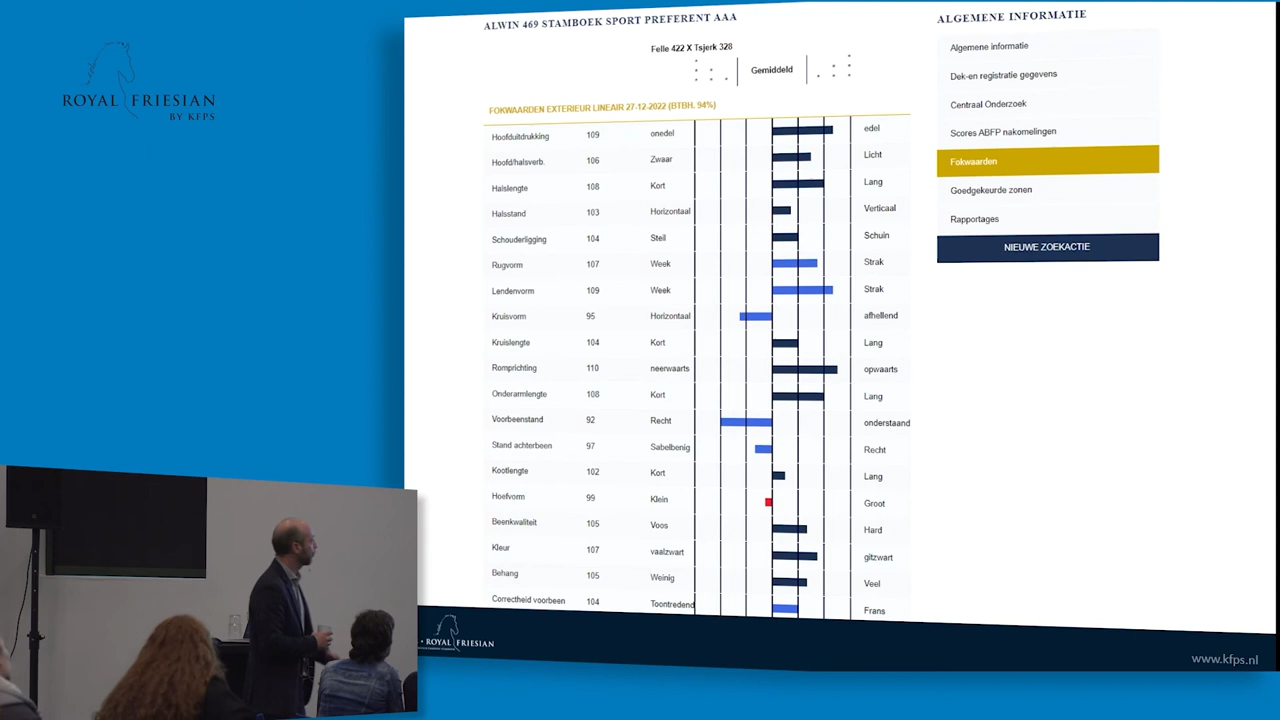 ROYAL FRIESIAN
BY KFPS
ALWIN 469 STAMBOEK SPORT PREFERENT AAA
Felle 422 X Tsjerk 328
Gemiddeld
FOKWAARDEN EXTERIEUR LINEAIR 27-12-2022 (BTBH. 94%)
Hoofduitdrukking 109 onedel edel
Hoofd/halsverb. 106 Zwaar Licht
Halslengte 108 Kort Lang
Halsstand 103 Horizontaal Verticaal
Schouderligging 104 Steil Schuin
Rugvorm 107 Week Strak
Lendenvorm 109 Week Strak
Kruisvorm 95 Horizontaal afhellend
Kruislengte 104 Kort Lang
Romprichting 110 neerwaarts opwaarts
Onderarmlengte 108 Kort Lang
Voorbeenstand 92 Recht onderstaand
Stand achterbeen 97 Sabelbenig Recht
Kootlengte 102 Kort Lang
Hoefvorm 99 Klein Groot
Beenkwaliteit 105 Voos Hard
Kleur 107 vaalzwart gitzwart
Behang 105 Weinig Veel
Correctheid voorbeen 104 Toontredend Frans
ALGEMENE INFORMATIE
Algemene informatie
Dek-en registratie gegevens
Centraal Onderzoek
Scores ABFP nakomelingen
Fokwaarden
Goedgekeurde zonen
Rapportages
NIEUWE ZOEKACTIE
ROYAL FRIESIAN
www.kfps.nl